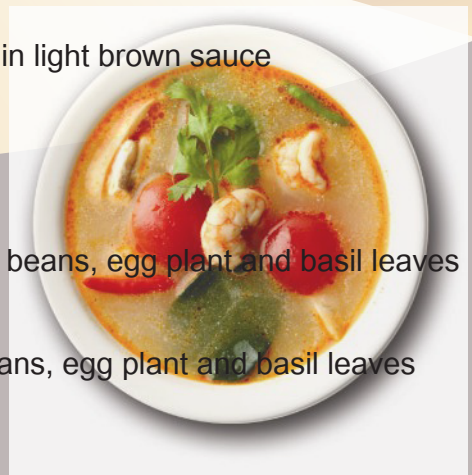 in light brown sauce
beans, egg plant and basil leaves
ans, egg plant and basil leaves